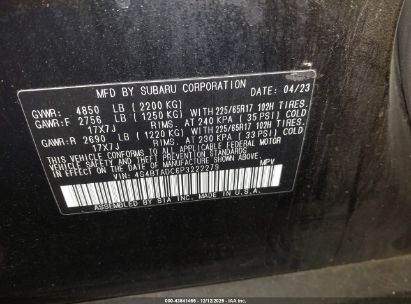 MFD BY SUBARU CORPORATION DATE: 04/23
GVWR: 4850 LB (2200 KG)
GAWR:F 2756 LB (1250 KG) WITH 225/65R17 102H TIRES.
17X7J RIMS. AT 240 KPA (35 PSI) COLD
GAWR:R 2690 LB (1220 KG) WITH 225/65R17 102H TIRES.
17X7J RIMS. AT 230 KPA (33 PSI) COLD
THIS VEHICLE CONFORMS TO ALL APPLICABLE FEDERAL MOTOR
VEHICLE SAFETY AND THEFT PREVENTION STANDARDS
IN EFFECT ON THE DATE OF MANUFACTURE SHOWN ABOVE.
VIN: 4S4BTADC6P3222279 MPV
ASSEMBLED BY SIA INC. MADE IN U.S.A.